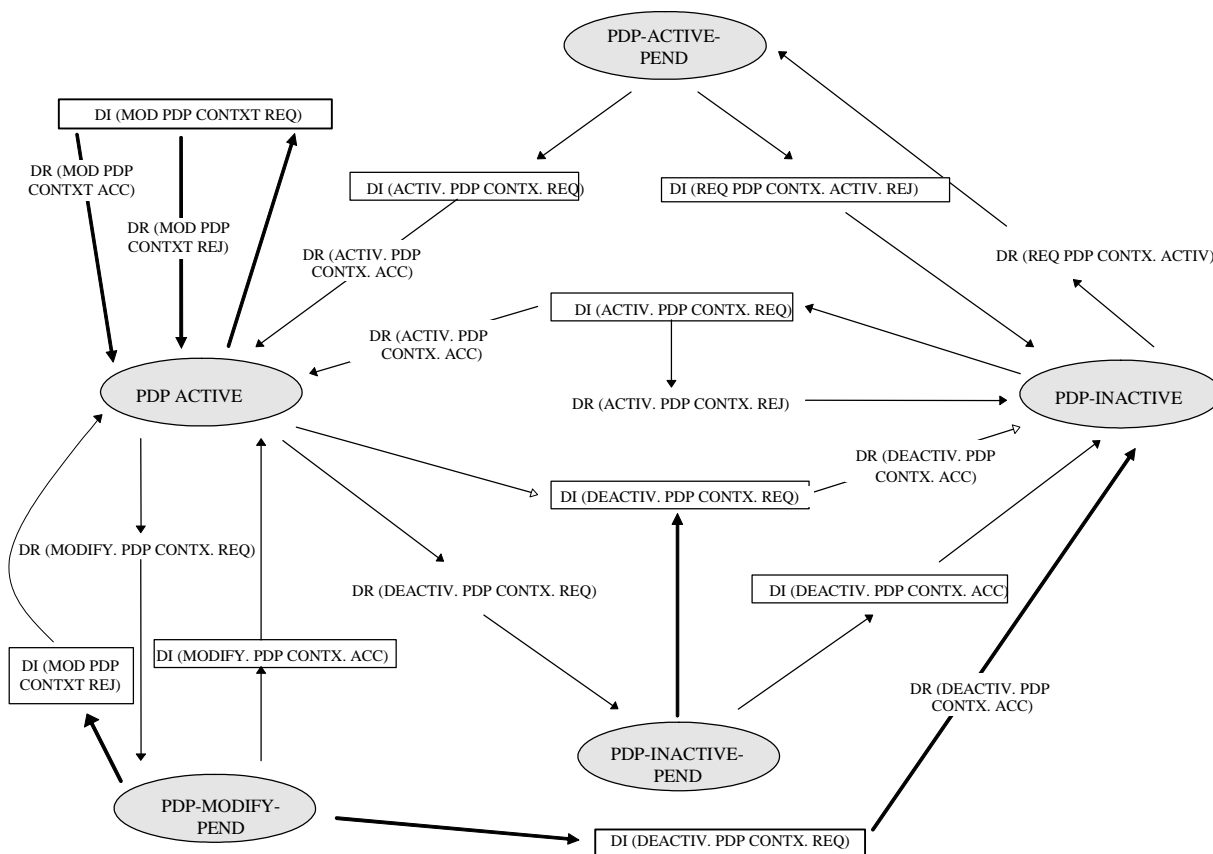 PDP-ACTIVE-
PEND
DI (MOD PDP CONTXT REQ)
DR (MOD PDP
CONTXT ACC)
DI (ACTIV. PDP CONTX. REQ)
DI (REQ PDP CONTX. ACTIV. REJ)
DR (MOD PDP
CONTXT REJ)
DR (ACTIV. PDP
CONTX. ACC)
DR (REQ PDP CONTX. ACTIV)
DI (ACTIV. PDP CONTX. REQ)
DR (ACTIV. PDP
CONTX. ACC)
PDP ACTIVE
DR (ACTIV. PDP CONTX. REJ)
PDP-INACTIVE
DR (DEACTIV. PDP
CONTX. ACC)
DI (DEACTIV. PDP CONTX. REQ)
DR (MODIFY. PDP CONTX. REQ)
DR (DEACTIV. PDP CONTX. REQ)
DI (DEACTIV. PDP CONTX. ACC)
DI (MOD PDP
CONTXT REJ)
DI (MODIFY. PDP CONTX. ACC)
DR (DEACTIV. PDP
CONTX. ACC)
PDP-INACTIVE-
PEND
PDP-MODIFY-
PEND
DI (DEACTIV. PDP CONTX. REQ)